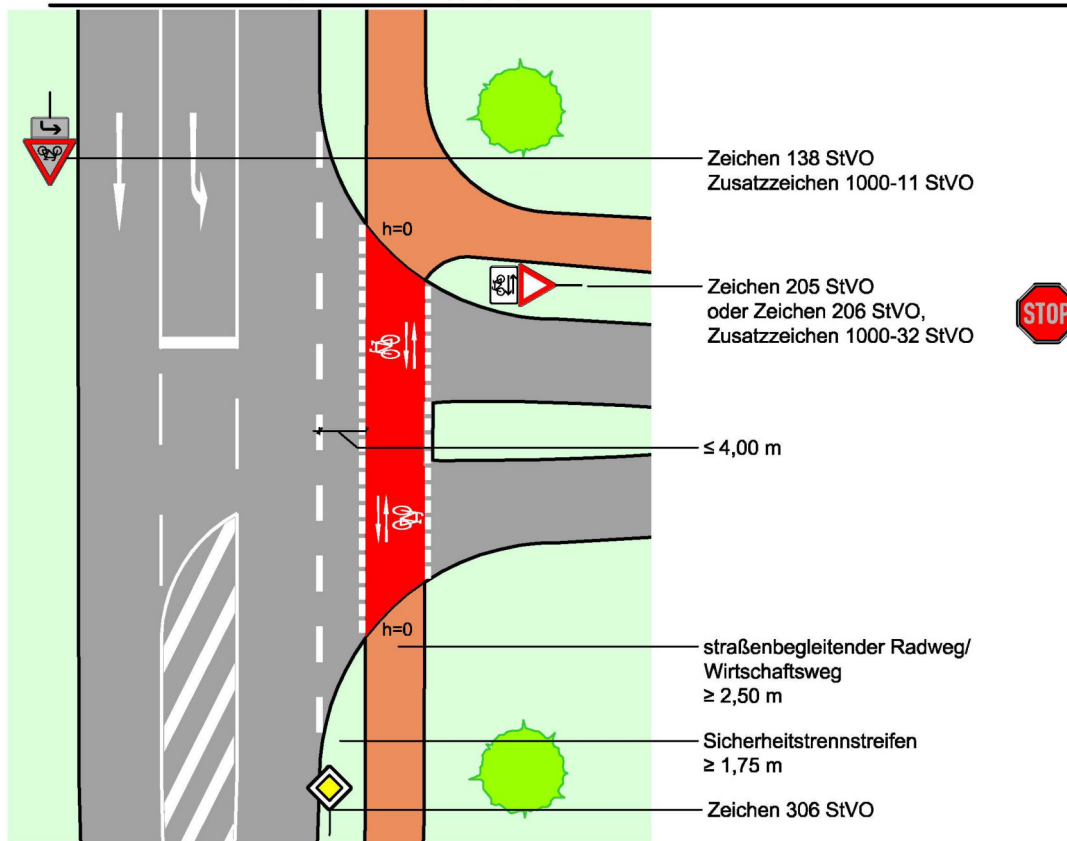 Zeichen 138 StVO
Zusatzzeichen 1000-11 StVO
h=0
Zeichen 205 StVO
oder Zeichen 206 StVO,
Zusatzzeichen 1000-32 StVO
STOP
≤ 4,00 m
h=0
straßenbegleitender Radweg/
Wirtschaftsweg
≥ 2,50 m
Sicherheitstrennstreifen
≥ 1,75 m
Zeichen 306 StVO